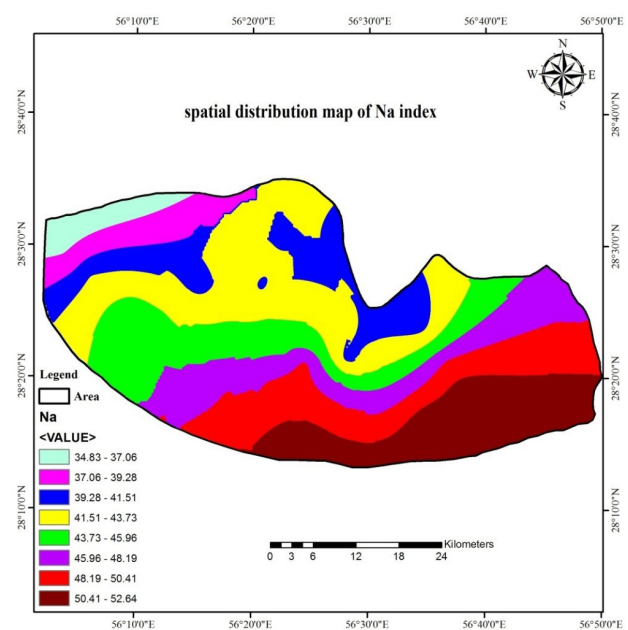 56°10'0"E 56°20'0"E 56°30'0"E 56°40'0"E 56°50'0"E
N
W E
S
28°40'0"N 28°40'0"N
spatial distribution map of Na index
28°30'0"N 28°30'0"N
28°20'0"N 28°20'0"N
Legend
Area
Na
<VALUE>
34.83 - 37.06
37.06 - 39.28
39.28 - 41.51
41.51 - 43.73
43.73 - 45.96
45.96 - 48.19
48.19 - 50.41
50.41 - 52.64
28°10'0"N 28°10'0"N
Kilometers
0 3 6 12 18 24
56°10'0"E 56°20'0"E 56°30'0"E 56°40'0"E 56°50'0"E